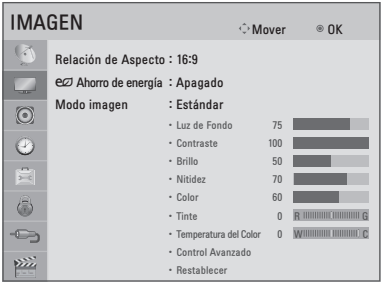 IMAGEN Mover OK
Relación de Aspecto : 16:9
Ahorro de energía : Apagado
Modo imagen : Estándar
• Luz de Fondo 75
• Contraste 100
• Brillo 50
• Nitidez 70
• Color 60
• Tinte 0 R G
• Temperatura del Color 0 W C
• Control Avanzado
• Restablecer